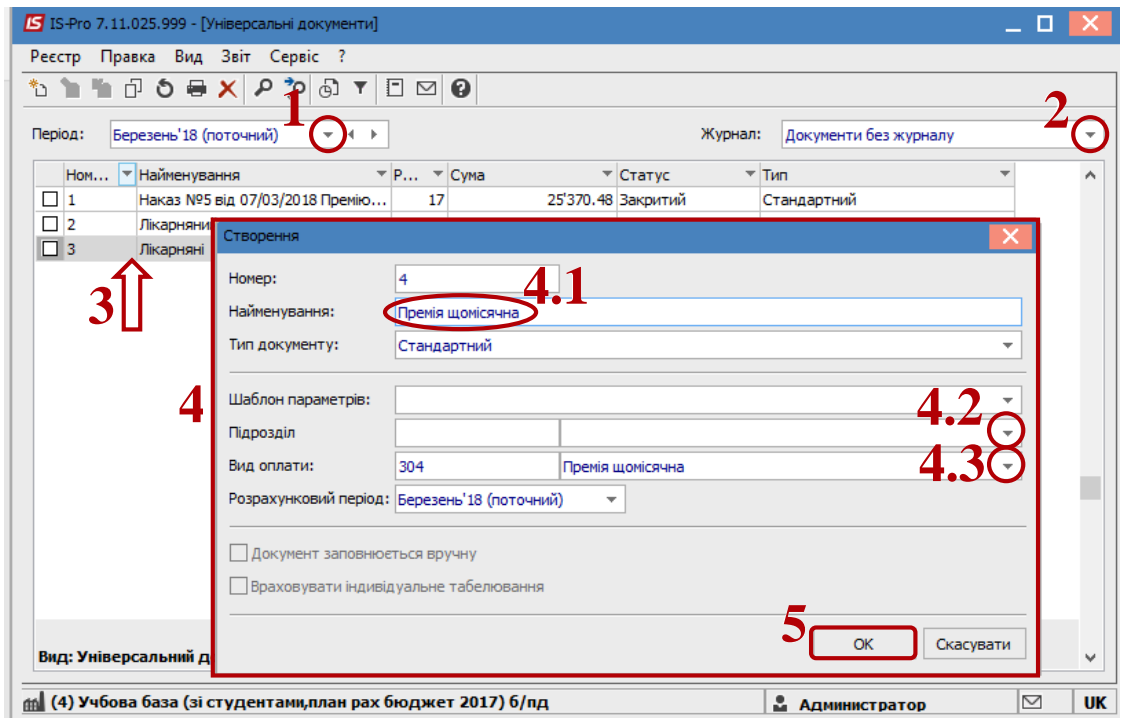 IS-Pro 7.11.025.999 - [Універсальні документи]
Реєстр Правка Вид Звіт Сервіс ?
1 2
Період: Березень'18 (поточний) Журнал: Документи без журналу
Ном... Найменування Р... Сума Статус Тип
1 Наказ №5 від 07/03/2018 Премію... 17 25'370.48 Закритий Стандартний
2 Лікарняни
3 Лікарняні
3
Створення
Номер: 4
4.1
Найменування: Премія щомісячна
Тип документу: Стандартний
4
Шаблон параметрів:
4.2
Підрозділ
Вид оплати: 304 Премія щомісячна
4.3
Розрахунковий період: Березень'18 (поточний)
Документ заповнюється вручну
Враховувати індивідуальне табелювання
5
OK Скасувати
Вид: Універсальний д
(4) Учбова база (зі студентами,план рах бюджет 2017) б/пд Администратор UK